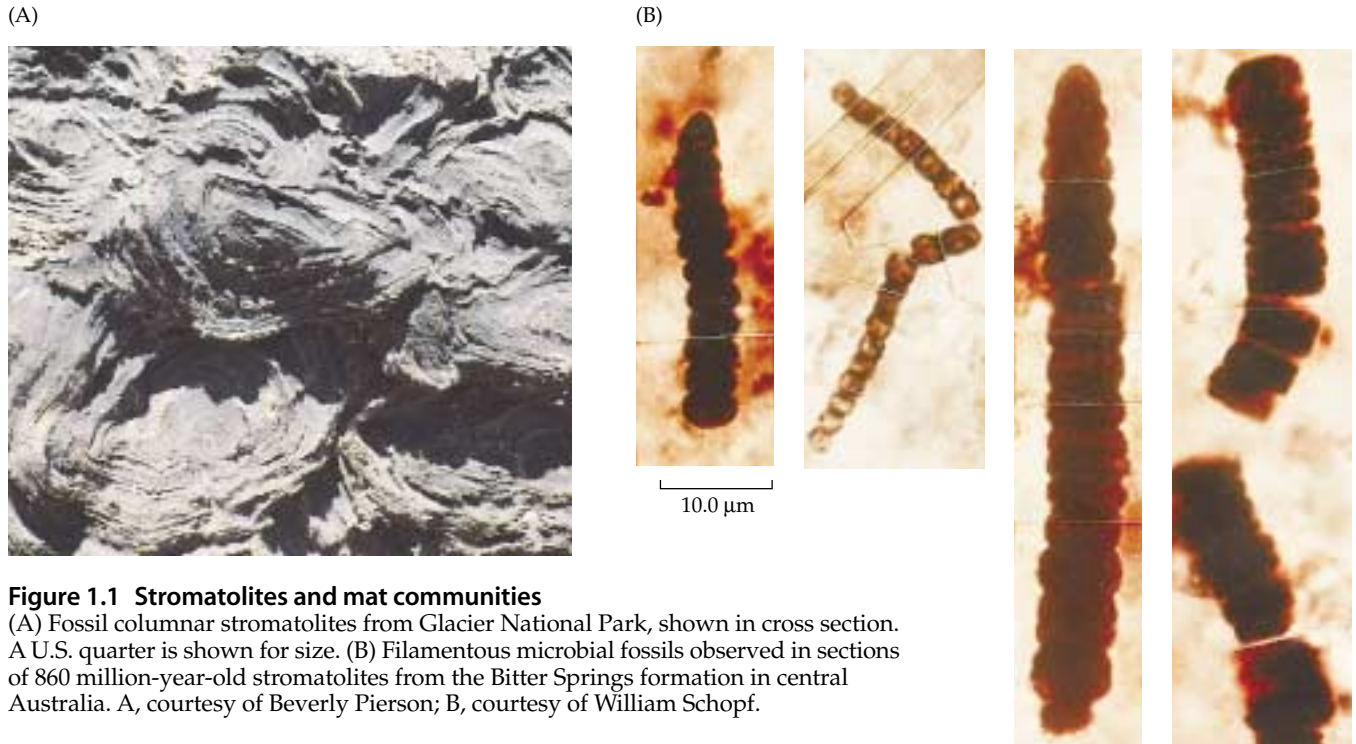 (A)
(B)
10.0 µm
Figure 1.1 Stromatolites and mat communities
(A) Fossil columnar stromatolites from Glacier National Park, shown in cross section.
A U.S. quarter is shown for size. (B) Filamentous microbial fossils observed in sections
of 860 million-year-old stromatolites from the Bitter Springs formation in central
Australia. A, courtesy of Beverly Pierson; B, courtesy of William Schopf.